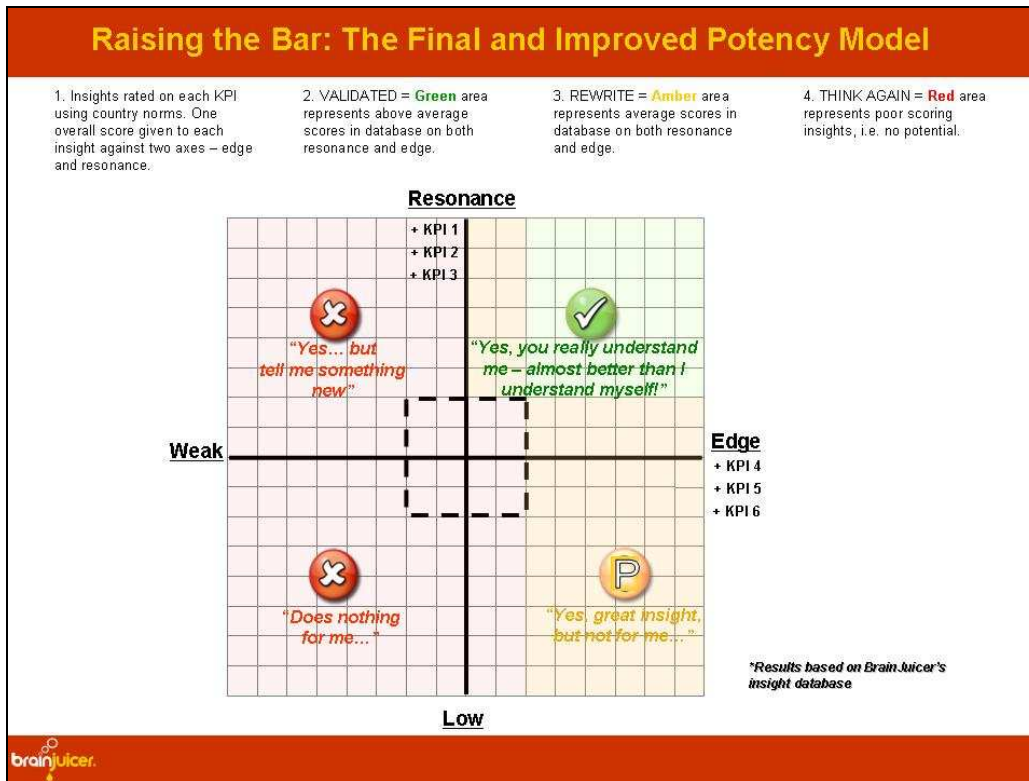 Raising the Bar: The Final and Improved Potency Model
1. Insights rated on each KPI
using country norms. One
overall score given to each
insight against two axes – edge
and resonance.
2. VALIDATED = Green area
represents above average
scores in database on both
resonance and edge.
3. REWRITE = Amber area
represents average scores in
database on both resonance
and edge.
4. THINK AGAIN = Red area
represents poor scoring
insights, i.e. no potential.
Resonance
+ KPI 1
+ KPI 2
+ KPI 3
"Yes... but
tell me something
new"
"Yes, you really understand
me – almost better than I
understand myself!"
Weak
Edge
+ KPI 4
+ KPI 5
+ KPI 6
"Does nothing
for me..."
P
"Yes, great insight,
but not for me..."
*Results based on BrainJuicer's
insight database
Low
brainjuicer.